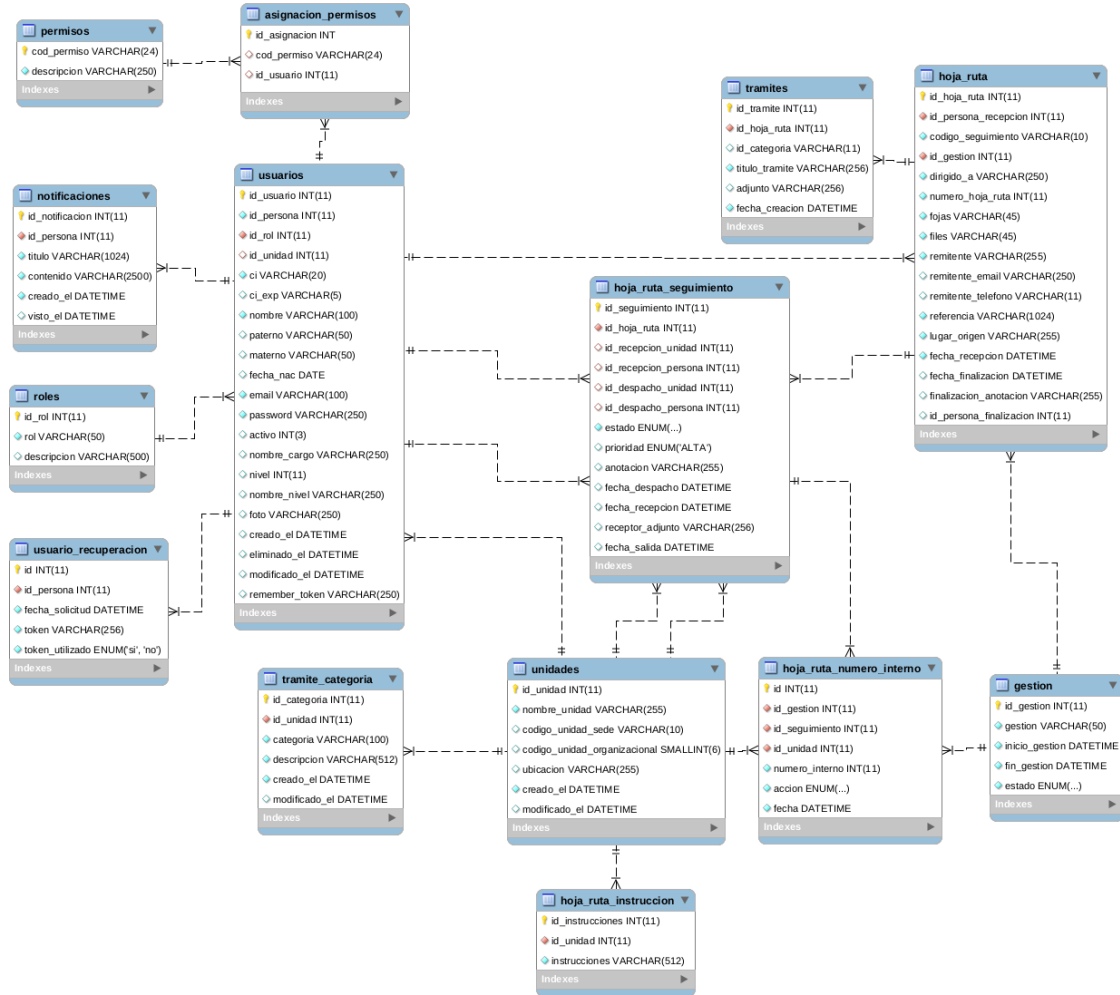 permisos
cod_permiso VARCHAR(24)
descripcion VARCHAR(250)
Indexes
asignacion_permisos
id_asignacion INT
cod_permiso VARCHAR(24)
id_usuario INT(11)
Indexes
tramites
id_tramite INT(11)
id_hoja_ruta INT(11)
id_categoria VARCHAR(11)
titulo_tramite VARCHAR(256)
adjunto VARCHAR(256)
fecha_creacion DATETIME
Indexes
hoja_ruta
id_hoja_ruta INT(11)
id_persona_recepcion INT(11)
codigo_seguimiento VARCHAR(10)
id_gestion INT(11)
dirigido_a VARCHAR(250)
numero_hoja_ruta INT(11)
fojas VARCHAR(45)
files VARCHAR(45)
remitente VARCHAR(255)
remitente_email VARCHAR(250)
remitente_telefono VARCHAR(11)
referencia VARCHAR(1024)
lugar_origen VARCHAR(255)
fecha_recepcion DATETIME
fecha_finalizacion DATETIME
finalizacion_anotacion VARCHAR(255)
id_persona_finalizacion INT(11)
Indexes
notificaciones
id_notificacion INT(11)
id_persona INT(11)
titulo VARCHAR(1024)
contenido VARCHAR(2500)
creado_el DATETIME
visto_el DATETIME
Indexes
usuarios
id_usuario INT(11)
id_persona INT(11)
id_rol INT(11)
id_unidad INT(11)
ci VARCHAR(20)
ci_exp VARCHAR(5)
nombre VARCHAR(100)
paterno VARCHAR(50)
materno VARCHAR(50)
fecha_nac DATE
email VARCHAR(100)
password VARCHAR(250)
activo INT(3)
nombre_cargo VARCHAR(250)
nivel INT(11)
nombre_nivel VARCHAR(250)
foto VARCHAR(250)
creado_el DATETIME
eliminado_el DATETIME
modificado_el DATETIME
remember_token VARCHAR(250)
Indexes
hoja_ruta_seguimiento
id_seguimiento INT(11)
id_hoja_ruta INT(11)
id_recepcion_unidad INT(11)
id_recepcion_persona INT(11)
id_despacho_unidad INT(11)
id_despacho_persona INT(11)
estado ENUM(...)
prioridad ENUM('ALTA')
anotacion VARCHAR(255)
fecha_despacho DATETIME
fecha_recepcion DATETIME
receptor_adjunto VARCHAR(256)
fecha_salida DATETIME
Indexes
roles
id_rol INT(11)
rol VARCHAR(50)
descripcion VARCHAR(500)
Indexes
usuario_recuperacion
id INT(11)
id_persona INT(11)
fecha_solicitud DATETIME
token VARCHAR(256)
token_utilizado ENUM('si', 'no')
Indexes
tramite_categoria
id_categoria INT(11)
id_unidad INT(11)
categoria VARCHAR(100)
descripcion VARCHAR(512)
creado_el DATETIME
modificado_el DATETIME
Indexes
unidades
id_unidad INT(11)
nombre_unidad VARCHAR(255)
codigo_unidad_sede VARCHAR(10)
codigo_unidad_organizacional SMALLINT(6)
ubicacion VARCHAR(255)
creado_el DATETIME
modificado_el DATETIME
Indexes
hoja_ruta_numero_interno
id INT(11)
id_gestion INT(11)
id_seguimiento INT(11)
id_unidad INT(11)
numero_interno INT(11)
accion ENUM(...)
fecha DATETIME
Indexes
gestion
id_gestion INT(11)
gestion VARCHAR(50)
inicio_gestion DATETIME
fin_gestion DATETIME
estado ENUM(...)
Indexes
hoja_ruta_instruccion
id_instrucciones INT(11)
id_unidad INT(11)
instrucciones VARCHAR(512)
Indexes